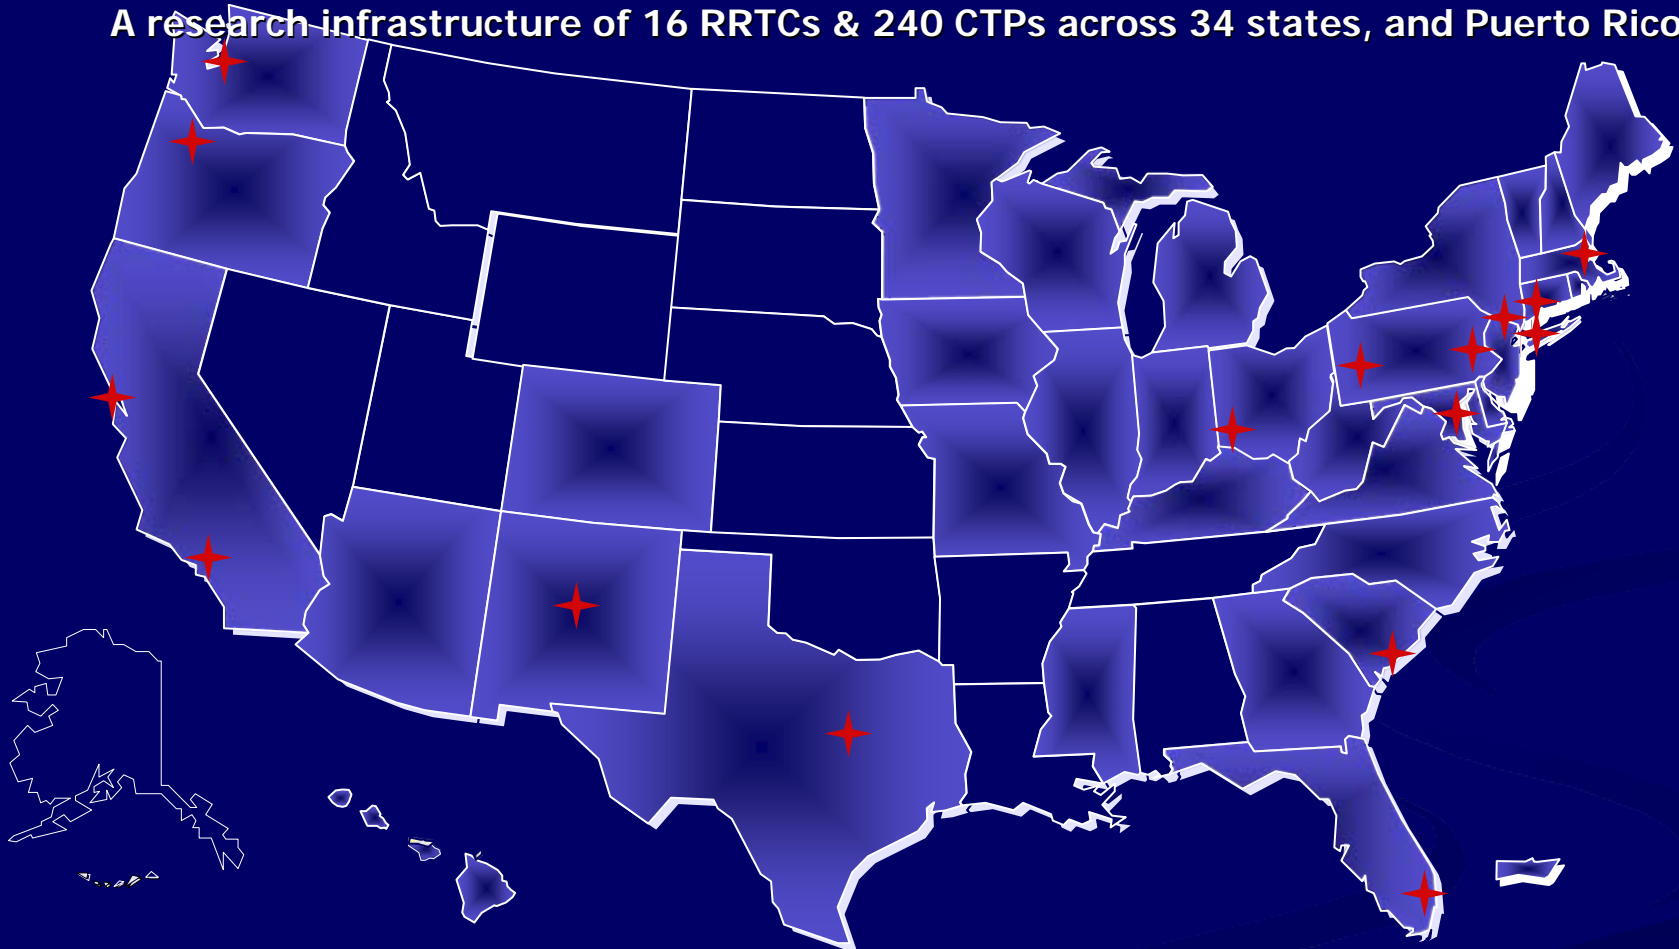 A research infrastructure of 16 RRTCs & 240 CTPs across 34 states, and Puerto Rico